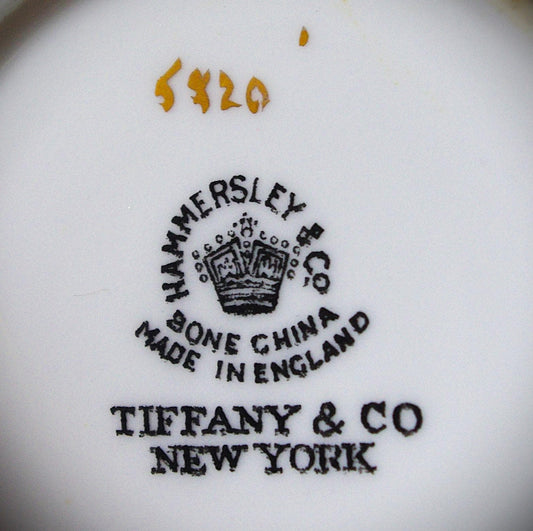 5820
HAMMERSLEY & CO
BONE CHINA
MADE IN ENGLAND
TIFFANY & CO
NEW YORK